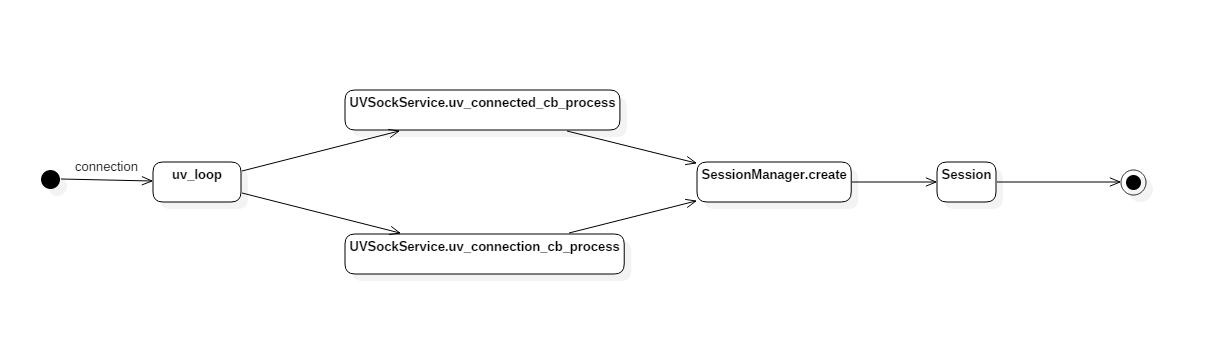 UVSockService.uv_connected_cb_process
connection
uv_loop
SessionManager.create
Session
UVSockService.uv_connection_cb_process